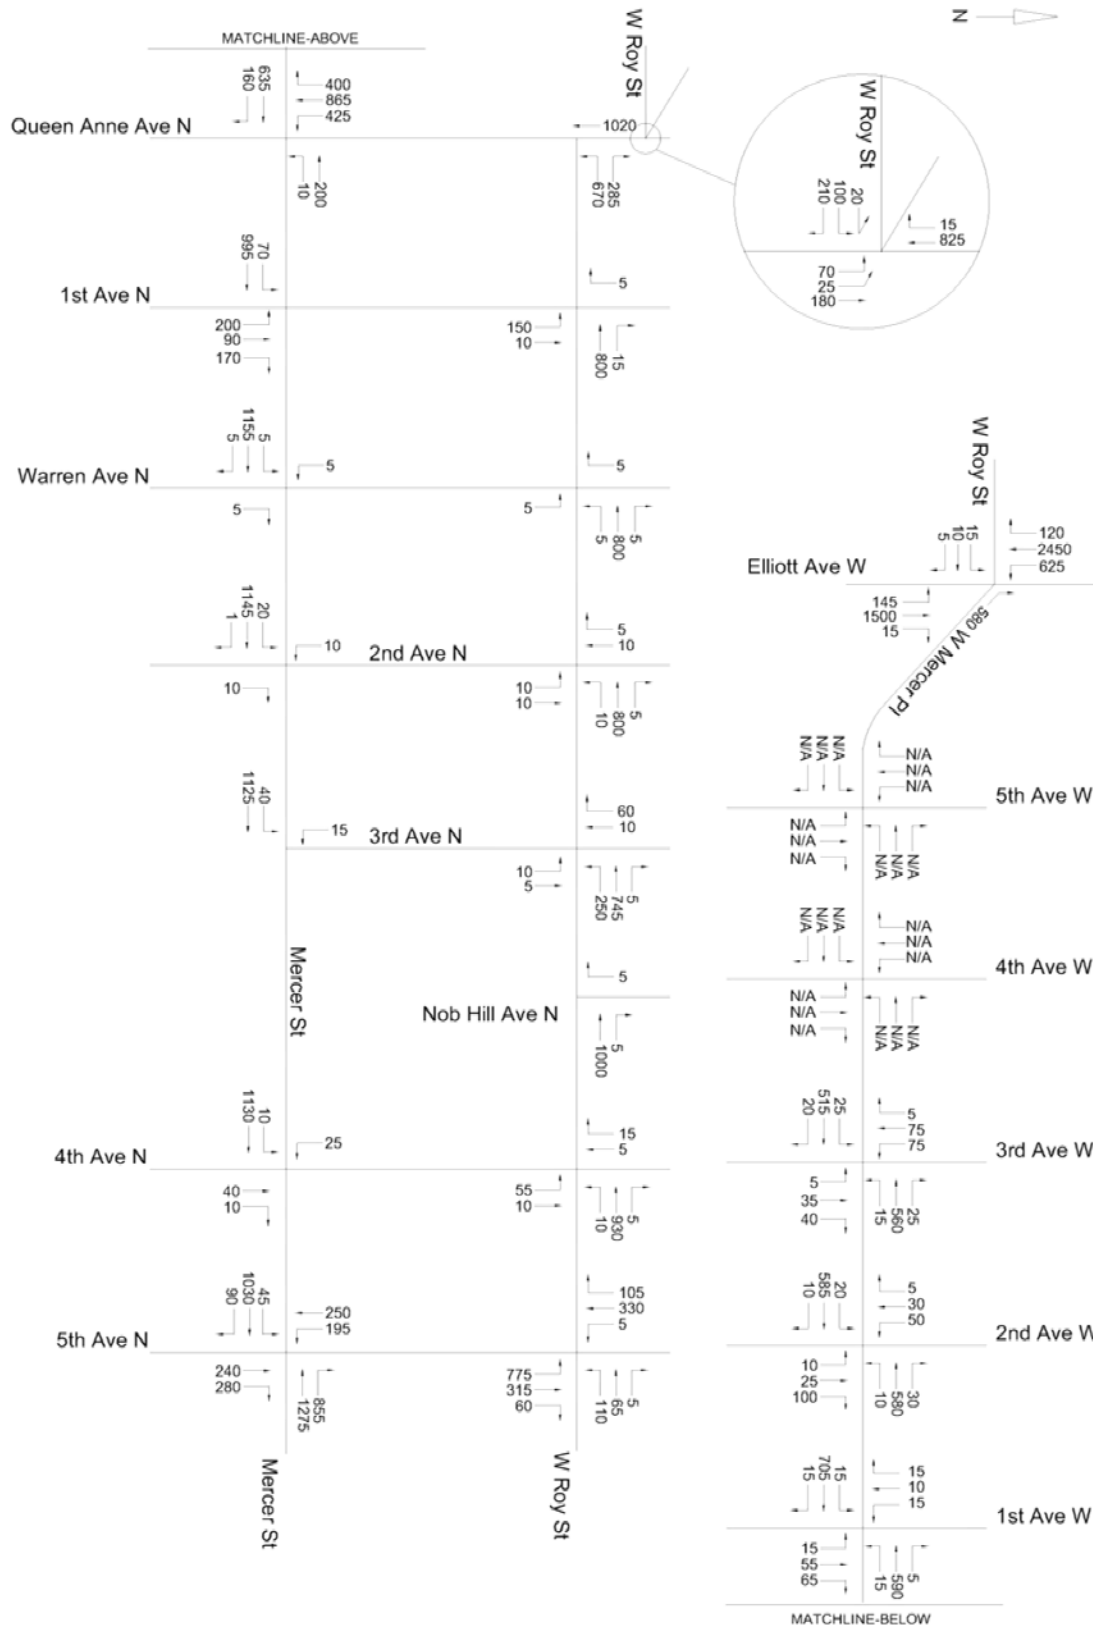 N
MATCHLINE-ABOVE
W Roy St
635
160
400
865
425
Queen Anne Ave N
1020
200
10
285
670
W Roy St
20
100
210
15
825
70
25
180
70
995
5
1st Ave N
200
90
170
150
10
15
800
5
1155
5
5
5
Warren Ave N
5
5
5
800
5
W Roy St
15
10
5
120
2450
625
Elliott Ave W
145
1500
15
580 W Mercer Pl
20
1145
1
10
5
10
2nd Ave N
10
10
10
5
800
10
N/A
N/A
N/A
N/A
N/A
N/A
5th Ave W
N/A
N/A
N/A
N/A
N/A
N/A
40
1125
15
60
10
3rd Ave N
10
5
5
745
250
N/A
N/A
N/A
N/A
N/A
N/A
4th Ave W
N/A
N/A
N/A
N/A
N/A
N/A
Mercer St
5
Nob Hill Ave N
5
1000
10
1130
25
15
5
4th Ave N
40
10
55
10
5
930
10
25
515
20
5
75
75
3rd Ave W
5
35
40
25
560
15
45
1030
90
250
195
105
330
5
5th Ave N
240
280
855
1275
775
315
60
5
65
110
20
585
10
5
30
50
2nd Ave W
10
25
100
30
580
10
Mercer St
W Roy St
15
705
15
15
10
15
1st Ave W
15
55
65
5
590
15
MATCHLINE-BELOW